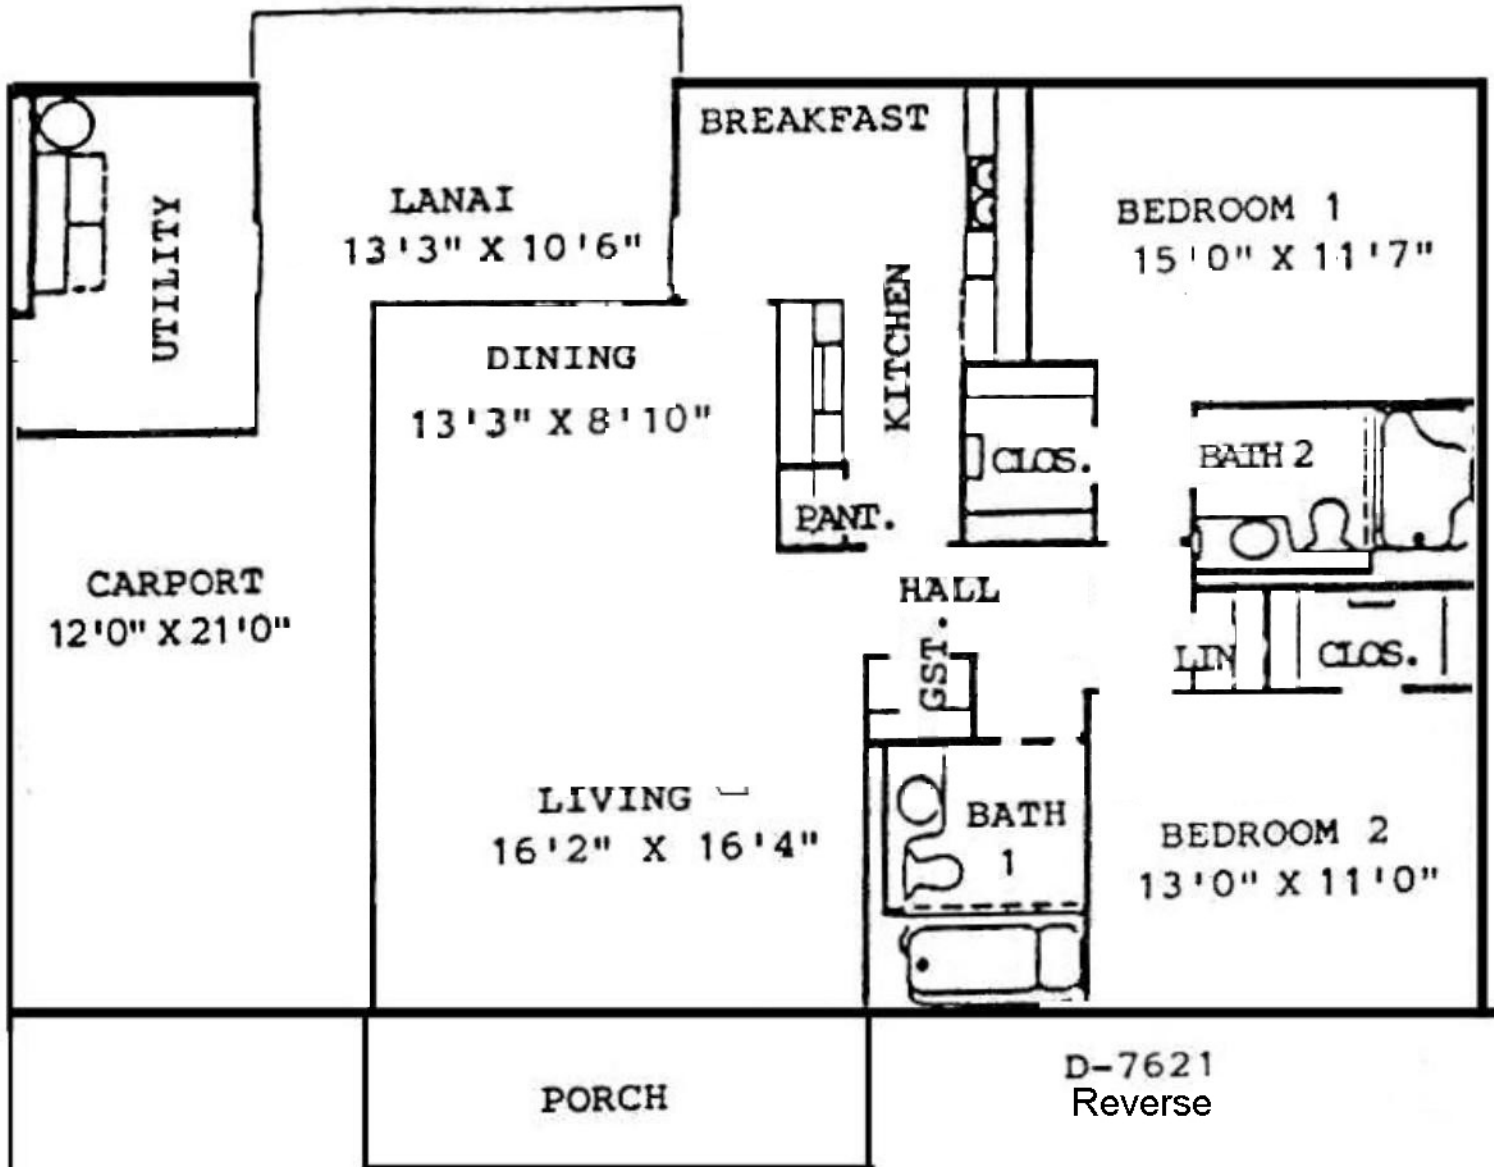 BREAKFAST
LANAI
13'3" X 10'6"
UTILITY
BEDROOM 1
15'0" X 11'7"
KITCHEN
DINING
13'3" X 8'10"
CLOS.
BATH 2
PANT.
CARPORT
12'0" X 21'0"
HALL
GST.
LIN
CLOS.
LIVING
16'2" X 16'4"
BATH
1
BEDROOM 2
13'0" X 11'0"
PORCH
D-7621
Reverse